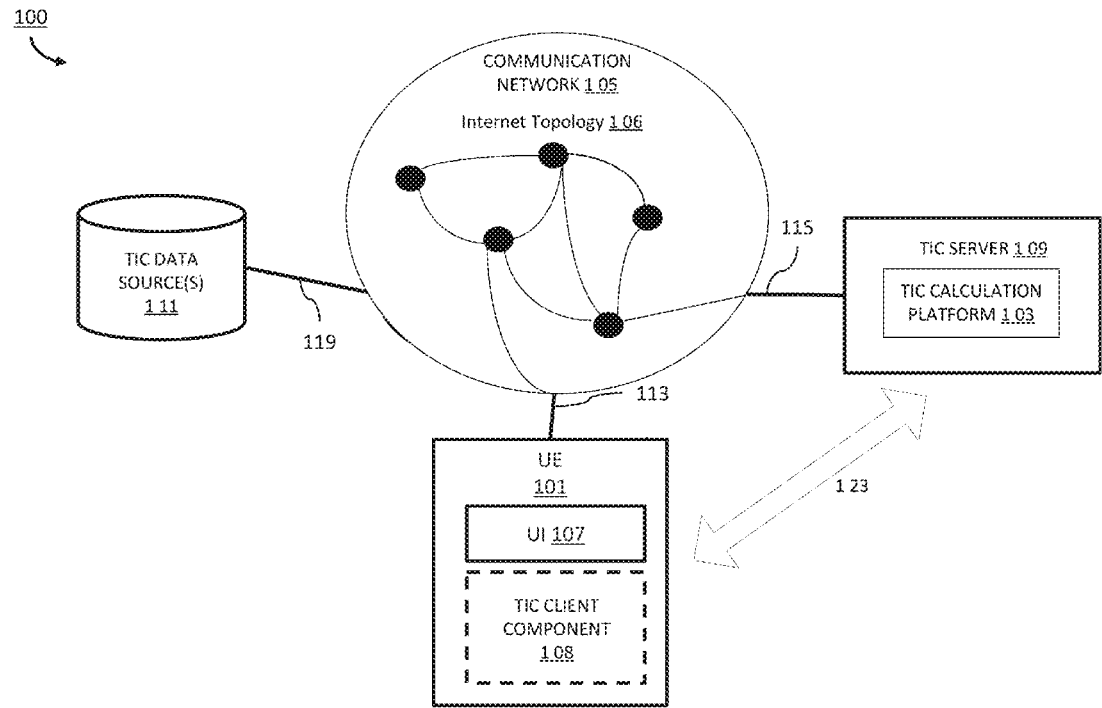 100
COMMUNICATION
NETWORK 105
Internet Topology 106
TIC DATA
SOURCE(S)
111
119
115
TIC SERVER 109
TIC CALCULATION
PLATFORM 103
113
UE
101
UI 107
TIC CLIENT
COMPONENT
108
123